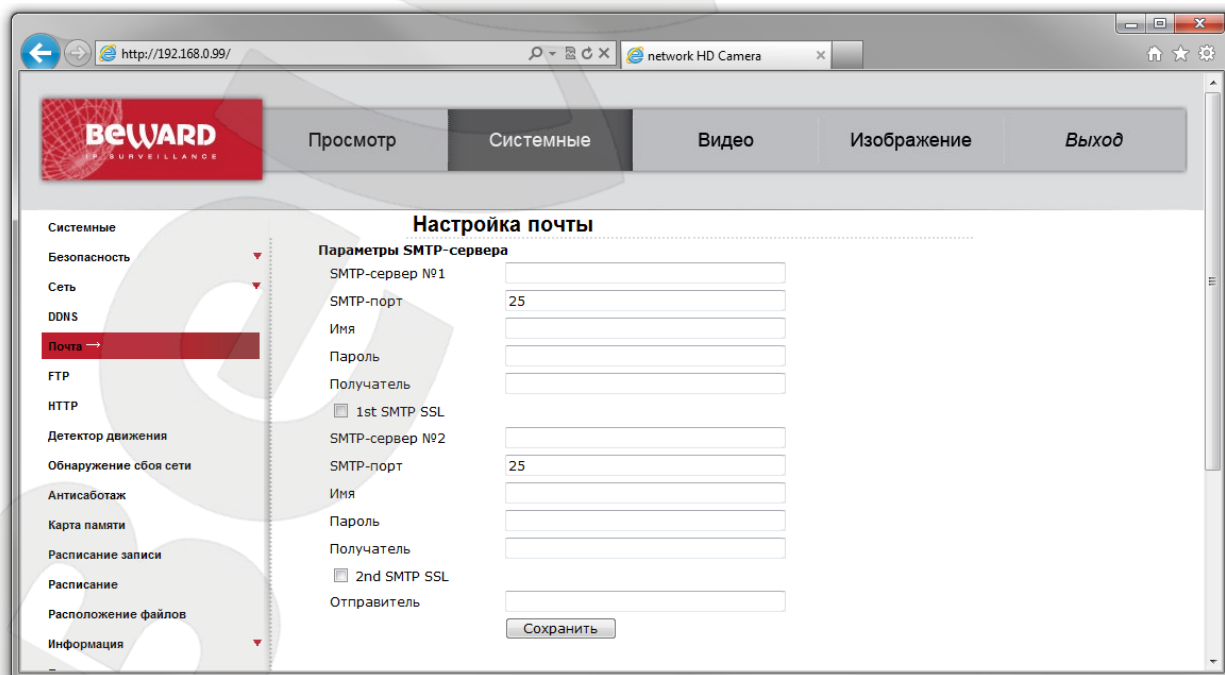 http://192.168.0.99/
network HD Camera
BEWARD
IP SURVEILLANCE
Просмотр
Системные
Видео
Изображение
Выход
Системные
Безопасность
Сеть
DDNS
Почта →
FTP
HTTP
Детектор движения
Обнаружение сбоя сети
Антисаботаж
Карта памяти
Расписание записи
Расписание
Расположение файлов
Информация
Настройка почты
Параметры SMTP-сервера
SMTP-сервер №1
SMTP-порт 25
Имя
Пароль
Получатель
1st SMTP SSL
SMTP-сервер №2
SMTP-порт 25
Имя
Пароль
Получатель
2nd SMTP SSL
Отправитель
Сохранить